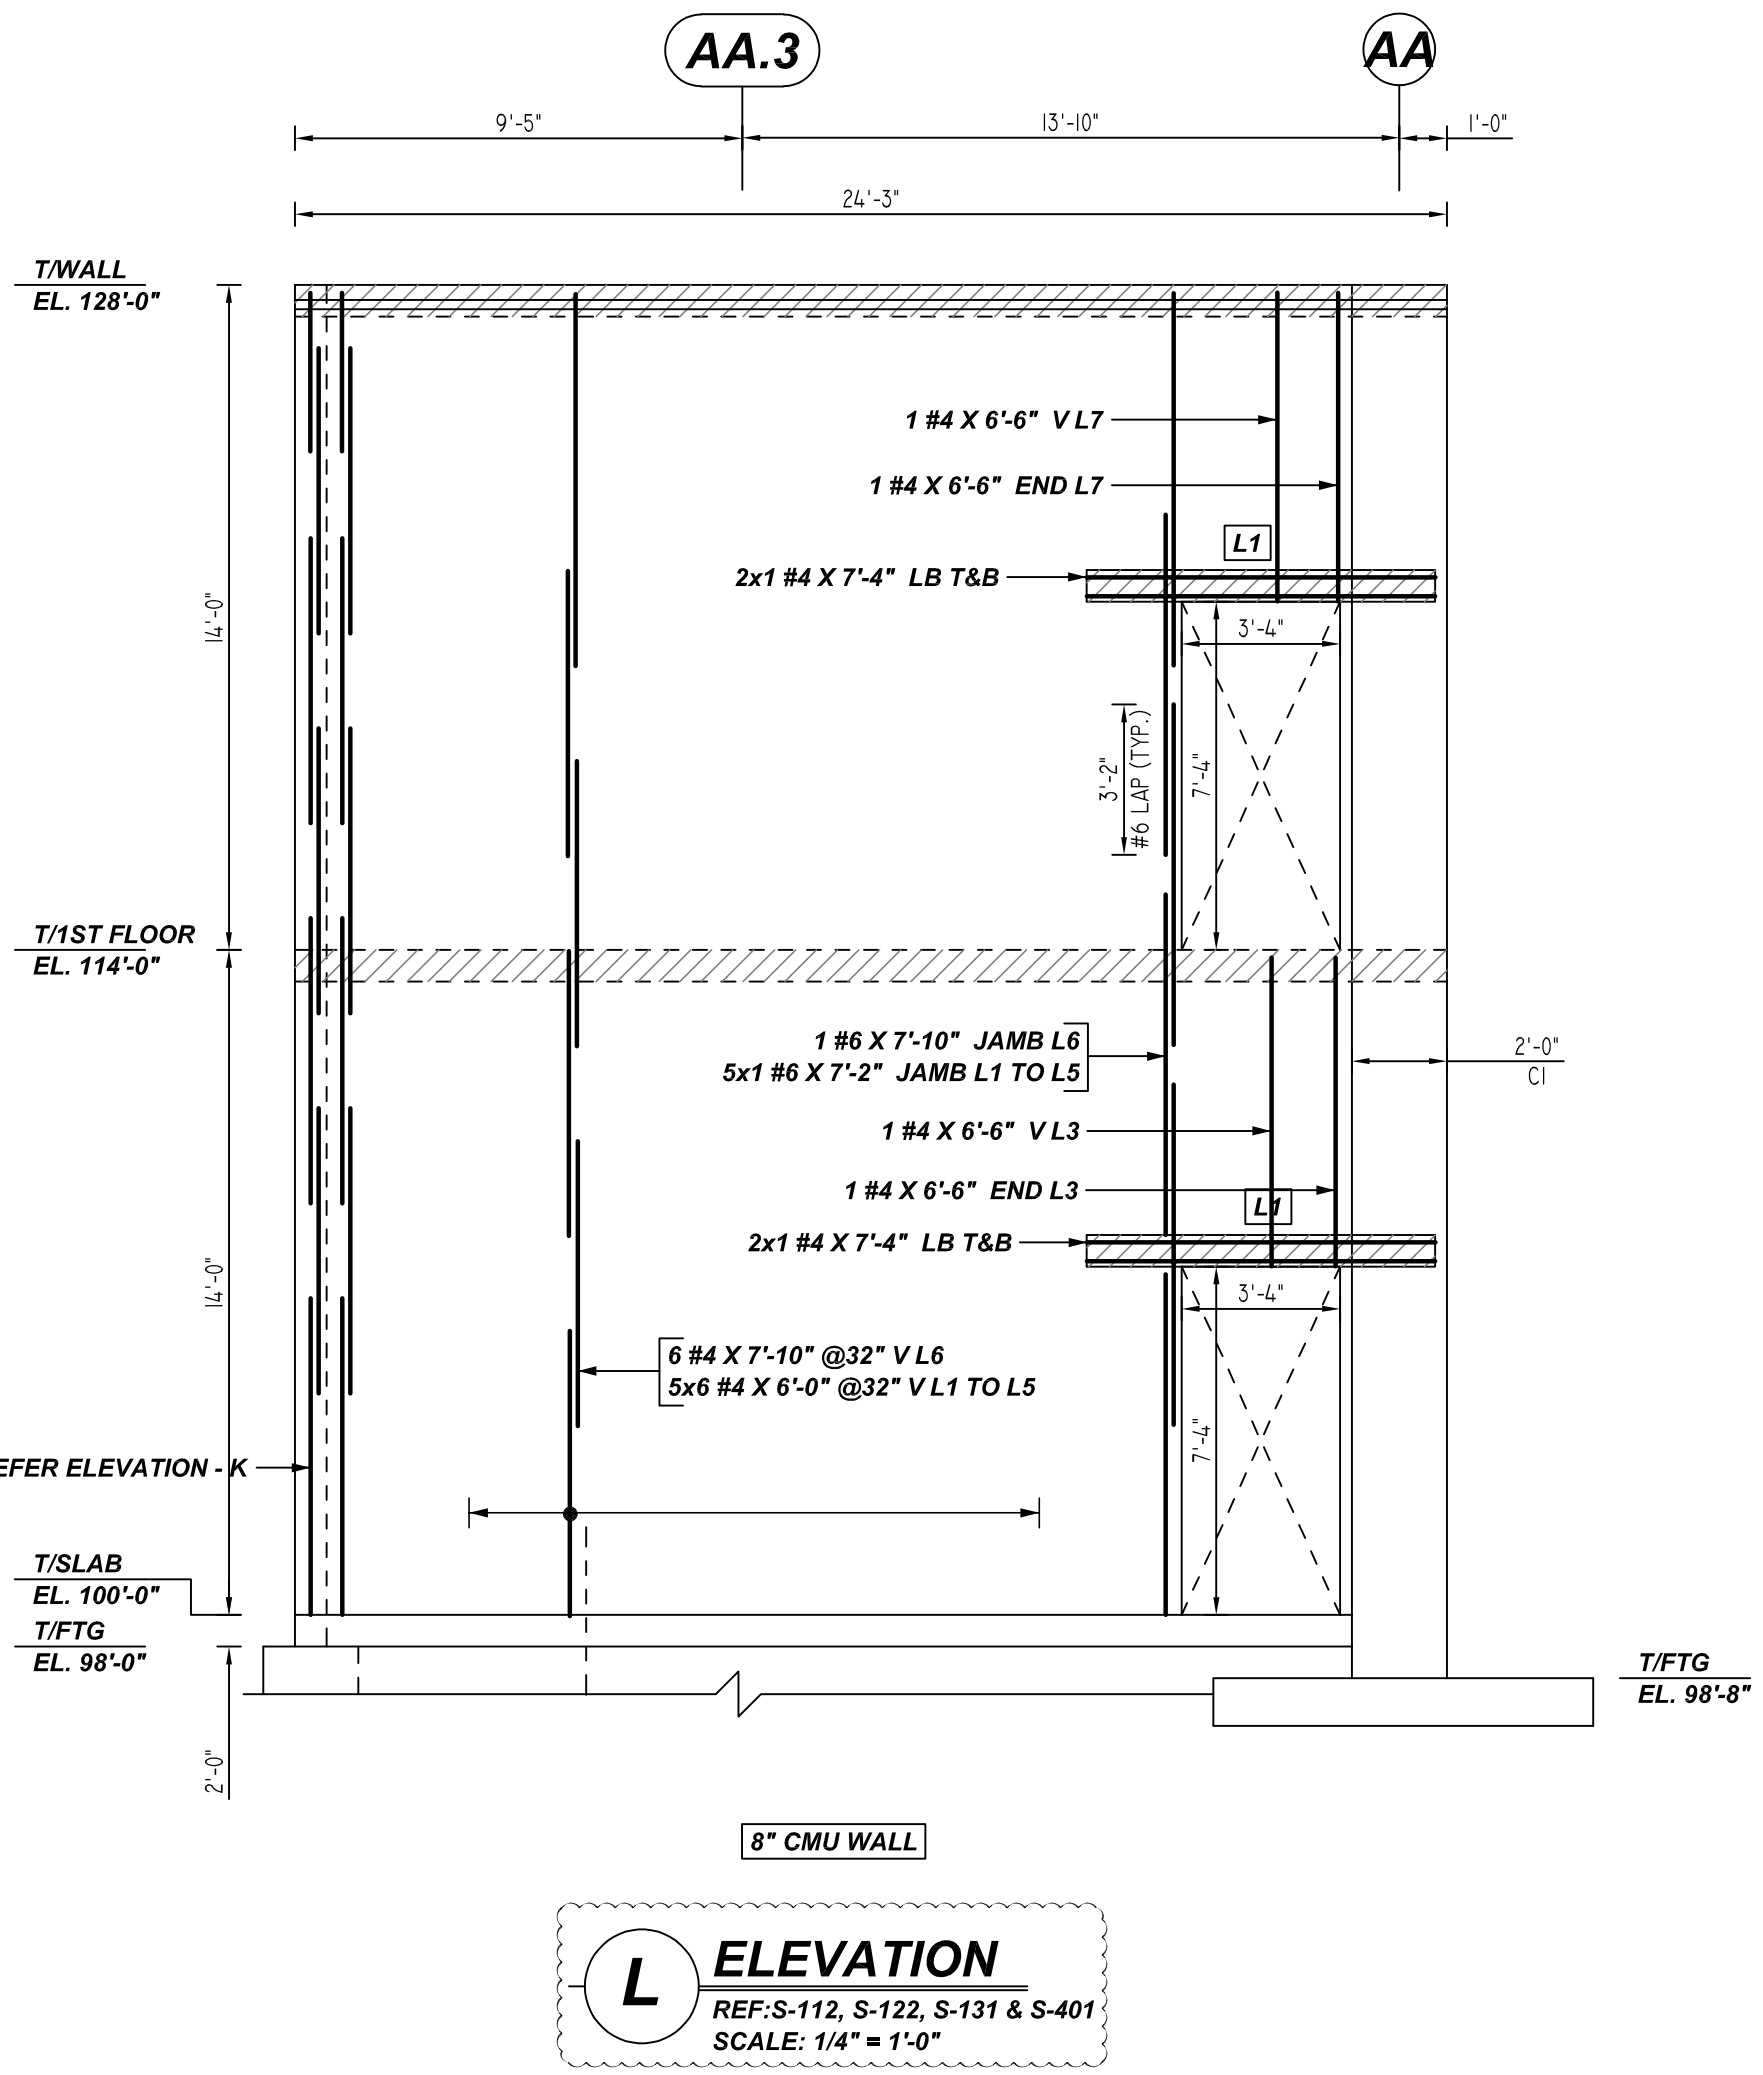 AA.3
AA
9'-5"
13'-10"
1'-0"
24'-3"
T/WALL
EL. 128'-0"
1 #4 X 6'-6" V L7
1 #4 X 6'-6" END L7
L1
2x1 #4 X 7'-4" LB T&B
14'-0"
3'-4"
3'-2"
#6 LAP (TYP.)
7'-4"
T/1ST FLOOR
EL. 114'-0"
1 #6 X 7'-10" JAMB L6
5x1 #6 X 7'-2" JAMB L1 TO L5
2'-0"
C1
1 #4 X 6'-6" V L3
1 #4 X 6'-6" END L3
L1
2x1 #4 X 7'-4" LB T&B
14'-0"
3'-4"
6 #4 X 7'-10" @32" V L6
5x6 #4 X 6'-0" @32" V L1 TO L5
7'-4"
EFER ELEVATION - K
T/SLAB
EL. 100'-0"
T/FTG
EL. 98'-0"
T/FTG
EL. 98'-8"
2'-0"
8" CMU WALL
L
ELEVATION
REF:S-112, S-122, S-131 & S-401
SCALE: 1/4" = 1'-0"